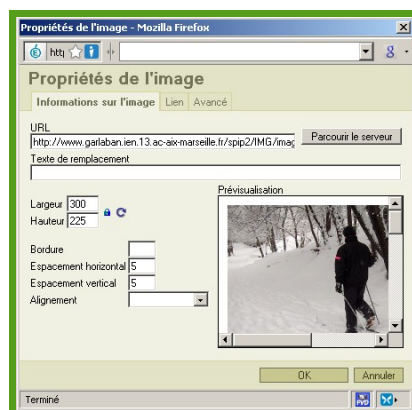 Propriétés de l'image - Mozilla Firefox
http
8
Propriétés de l'image
Informations sur l'image Lien Avancé
URL
http://www.garlaban.ien.13.ac-aix-marseille.fr/spip2/IMG/imag
Parcourir le serveur
Texte de remplacement
Prévisualisation
Largeur 300
Hauteur 225
Bordure
Espacement horizontal 5
Espacement vertical 5
Alignement
OK Annuler
Terminé
FVD